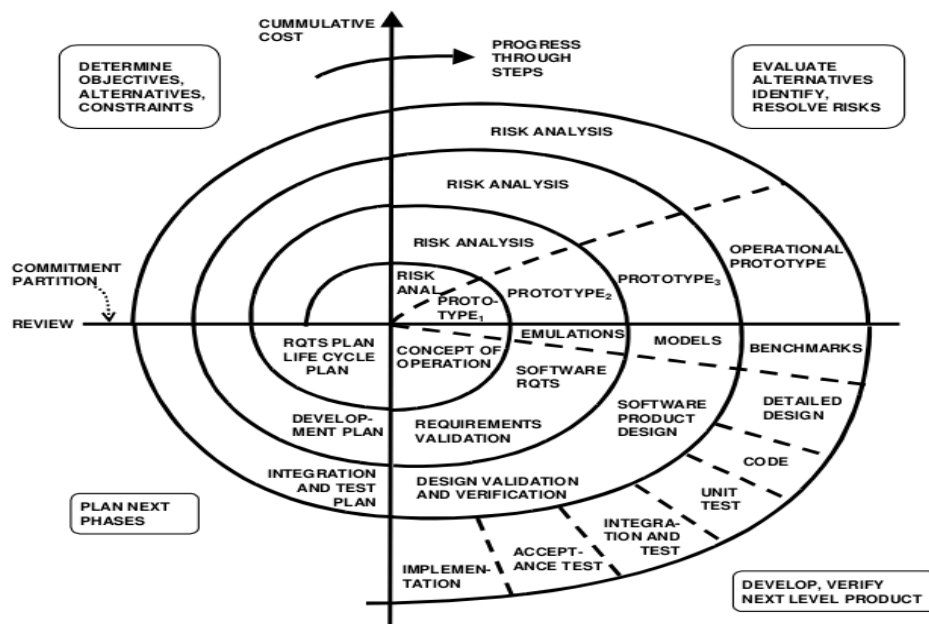 CUMMULATIVE
COST
PROGRESS
THROUGH
STEPS
DETERMINE
OBJECTIVES,
ALTERNATIVES,
CONSTRAINTS
EVALUATE
ALTERNATIVES
IDENTIFY,
RESOLVE RISKS
RISK ANALYSIS
RISK ANALYSIS
RISK ANALYSIS
RISK
ANAL.
PROTO-
TYPE1
PROTOTYPE2
PROTOTYPE3
OPERATIONAL
PROTOTYPE
COMMITMENT
PARTITION
REVIEW
RQTS PLAN
LIFE CYCLE
PLAN
CONCEPT OF
OPERATION
EMULATIONS
MODELS
BENCHMARKS
SOFTWARE
RQTS
SOFTWARE
PRODUCT
DESIGN
DETAILED
DESIGN
DEVELOP-
MENT PLAN
REQUIREMENTS
VALIDATION
CODE
INTEGRATION
AND TEST
PLAN
DESIGN VALIDATION
AND VERIFICATION
UNIT
TEST
PLAN NEXT
PHASES
INTEGRA-
TION AND
TEST
ACCEPT-
ANCE TEST
IMPLEMEN-
TATION
DEVELOP, VERIFY
NEXT LEVEL PRODUCT